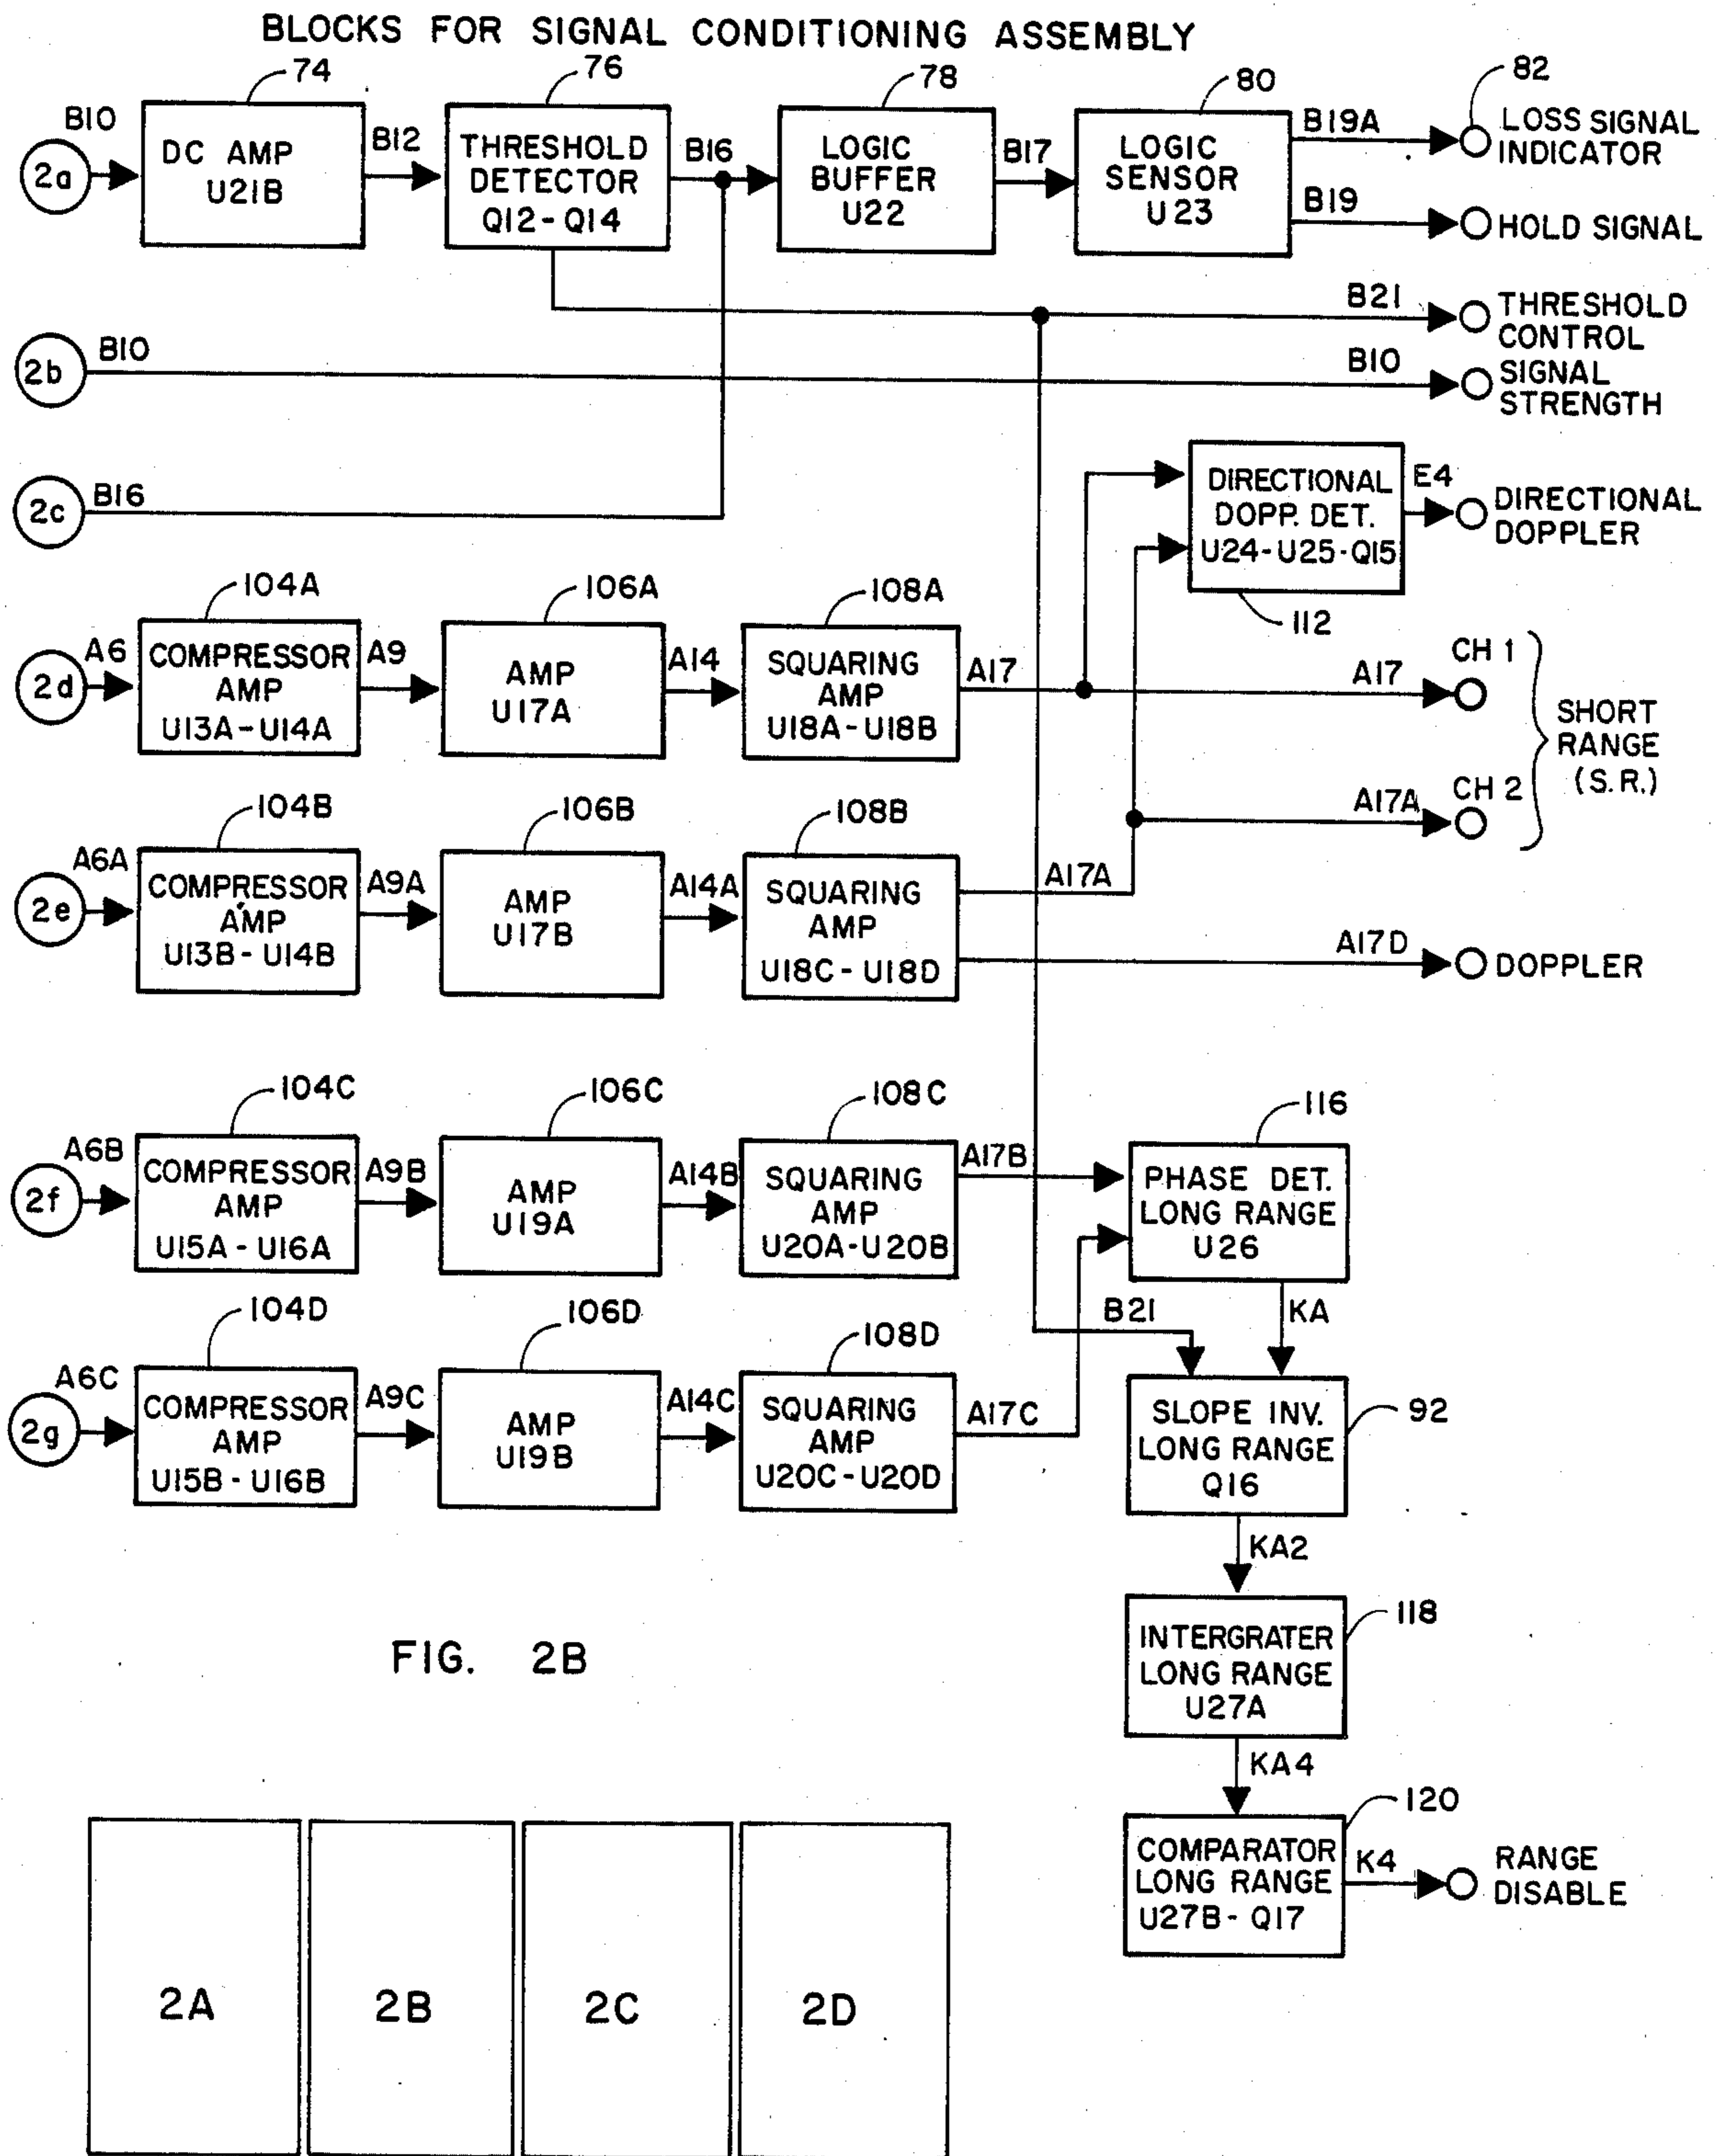 BLOCKS FOR SIGNAL CONDITIONING ASSEMBLY
74
76
78
80
82
B10
2a
DC AMP
U21B
B12
THRESHOLD
DETECTOR
Q12-Q14
B16
LOGIC
BUFFER
U22
B17
LOGIC
SENSOR
U23
B19A
LOSS SIGNAL
INDICATOR
B19
HOLD SIGNAL
B21
THRESHOLD
CONTROL
2b
B10
B10
SIGNAL
STRENGTH
2c
B16
DIRECTIONAL
DOPP. DET.
U24-U25-Q15
E4
DIRECTIONAL
DOPPLER
112
104A
106A
108A
2d
A6
COMPRESSOR
AMP
U13A-U14A
A9
AMP
U17A
A14
SQUARING
AMP
U18A-U18B
A17
A17
CH 1
SHORT
RANGE
(S.R.)
CH 2
A17A
104B
106B
108B
2e
A6A
COMPRESSOR
AMP
U13B-U14B
A9A
AMP
U17B
A14A
SQUARING
AMP
U18C-U18D
A17A
A17D
DOPPLER
104C
106C
108C
116
2f
A6B
COMPRESSOR
AMP
U15A-U16A
A9B
AMP
U19A
A14B
SQUARING
AMP
U20A-U20B
A17B
PHASE DET.
LONG RANGE
U26
B21
KA
104D
106D
108D
2g
A6C
COMPRESSOR
AMP
U15B-U16B
A9C
AMP
U19B
A14C
SQUARING
AMP
U20C-U20D
A17C
SLOPE INV.
LONG RANGE
Q16
92
KA2
INTERGRATER
LONG RANGE
U27A
118
KA4
COMPARATOR
LONG RANGE
U27B-Q17
120
K4
RANGE
DISABLE
FIG. 2B
2A
2B
2C
2D